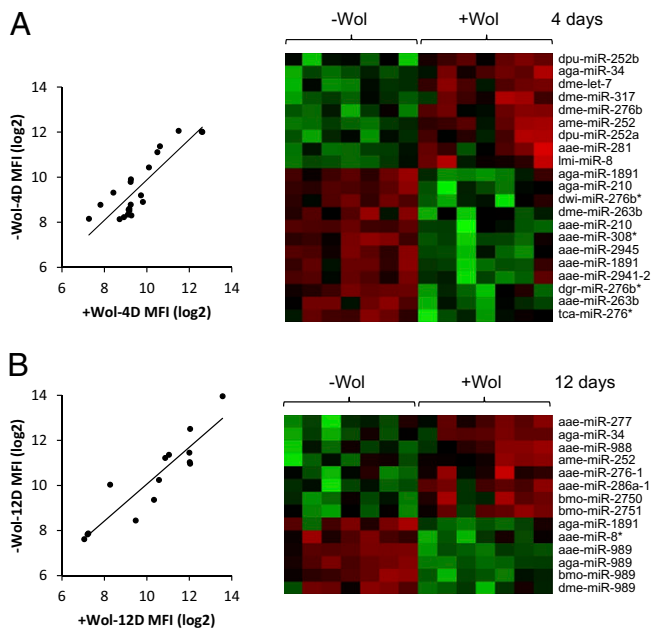 A
-Wol +Wol 4 days
-Wol-4D MFI (log2)
14
12
10
8
6
6 8 10 12 14
+Wol-4D MFI (log2)
dpu-miR-252b
aga-miR-34
dme-let-7
dme-miR-317
dme-miR-276b
ame-miR-252
dpu-miR-252a
aae-miR-281
lmi-miR-8
aga-miR-1891
aga-miR-210
dwi-miR-276b*
dme-miR-263b
aae-miR-210
aae-miR-308*
aae-miR-2945
aae-miR-1891
aae-miR-2941-2
dgr-miR-276b*
aae-miR-263b
tca-miR-276*
B
-Wol +Wol 12 days
-Wol-12D MFI (log2)
14
12
10
8
6
6 8 10 12 14
+Wol-12D MFI (log2)
aae-miR-277
aga-miR-34
aae-miR-988
ame-miR-252
aae-miR-276-1
aae-miR-286a-1
bmo-miR-2750
bmo-miR-2751
aga-miR-1891
aae-miR-8*
aae-miR-989
aga-miR-989
bmo-miR-989
dme-miR-989